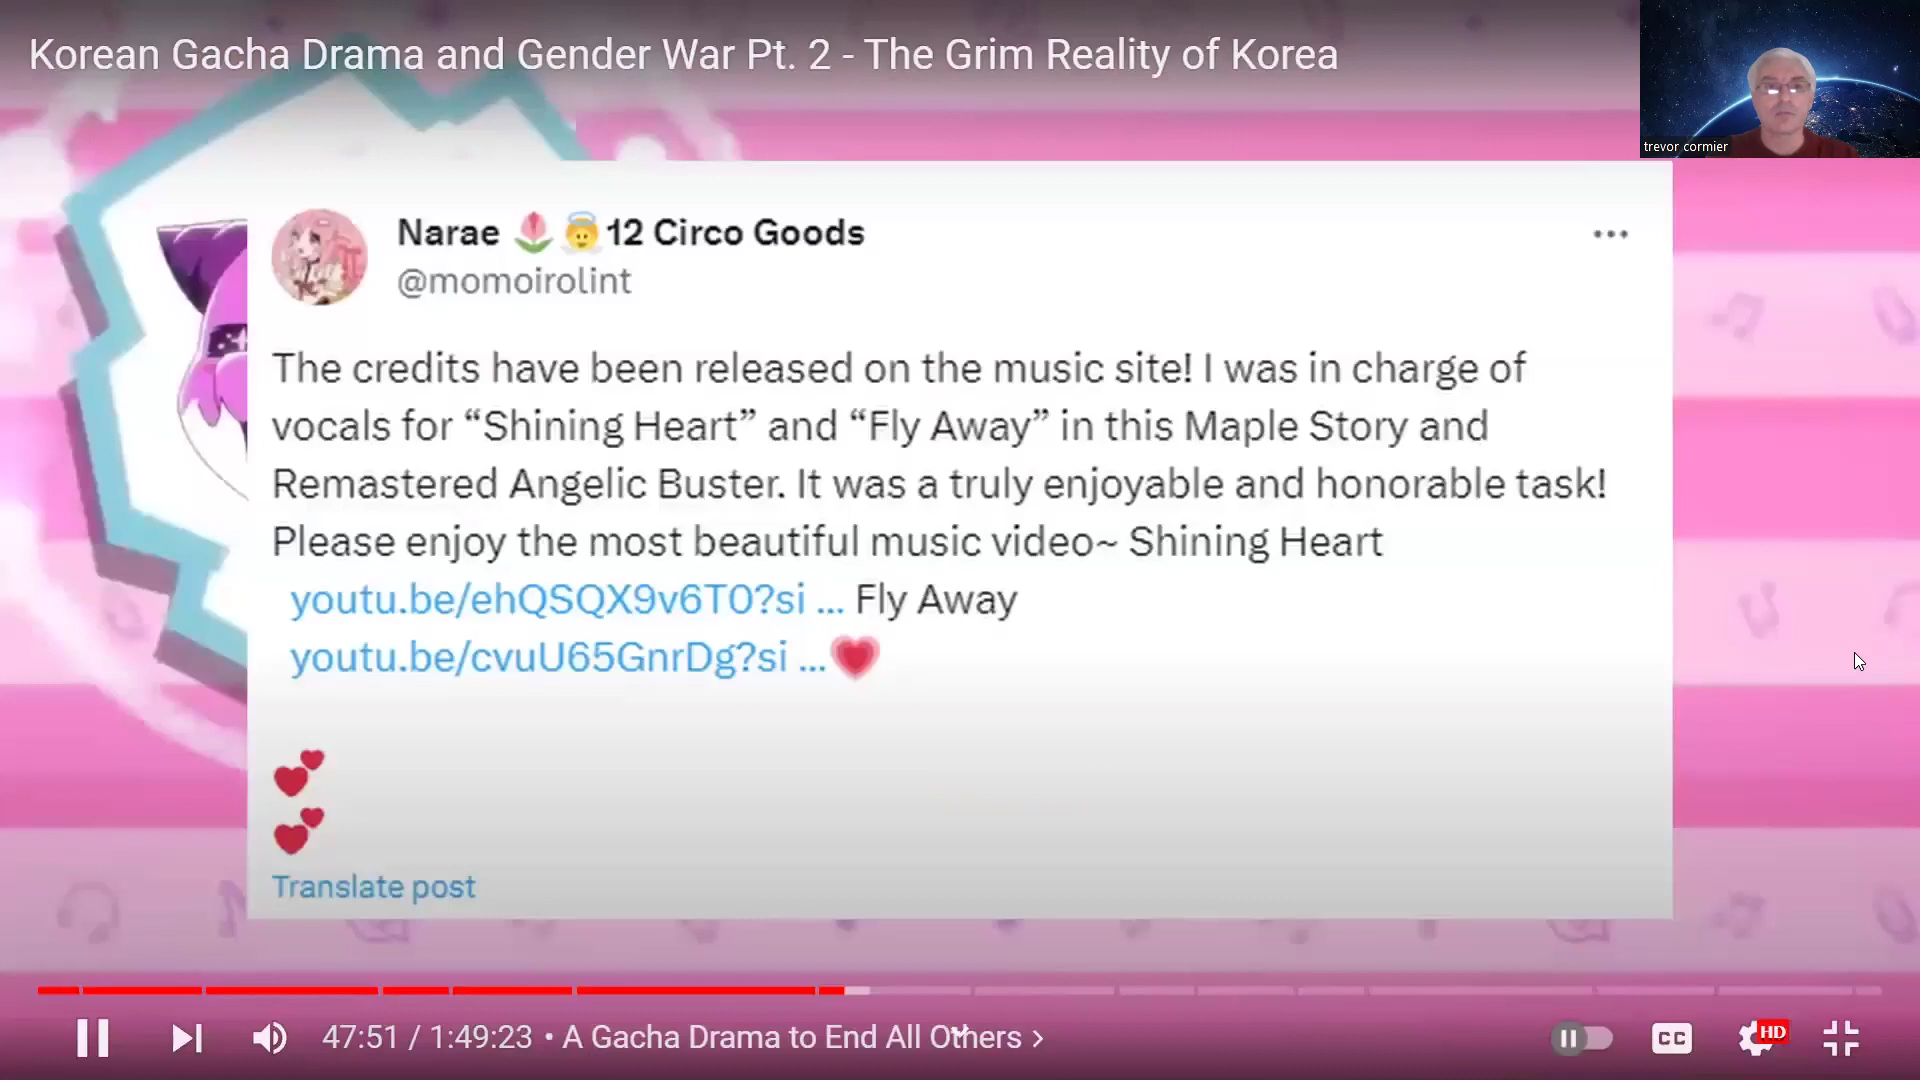 Korean Gacha Drama and Gender War Pt. 2 - The Grim Reality of Korea
trevor cormier
Narae 🌷😇12 Circo Goods
@momoirolint
The credits have been released on the music site! I was in charge of
vocals for “Shining Heart” and “Fly Away” in this Maple Story and
Remastered Angelic Buster. It was a truly enjoyable and honorable task!
Please enjoy the most beautiful music video~ Shining Heart
youtu.be/ehQSQX9v6T0?si ... Fly Away
youtu.be/cvuU65GnrDg?si ...💗
💕
💕
Translate post
47:51 / 1:49:23 • A Gacha Drama to End All Others >
CC
HD